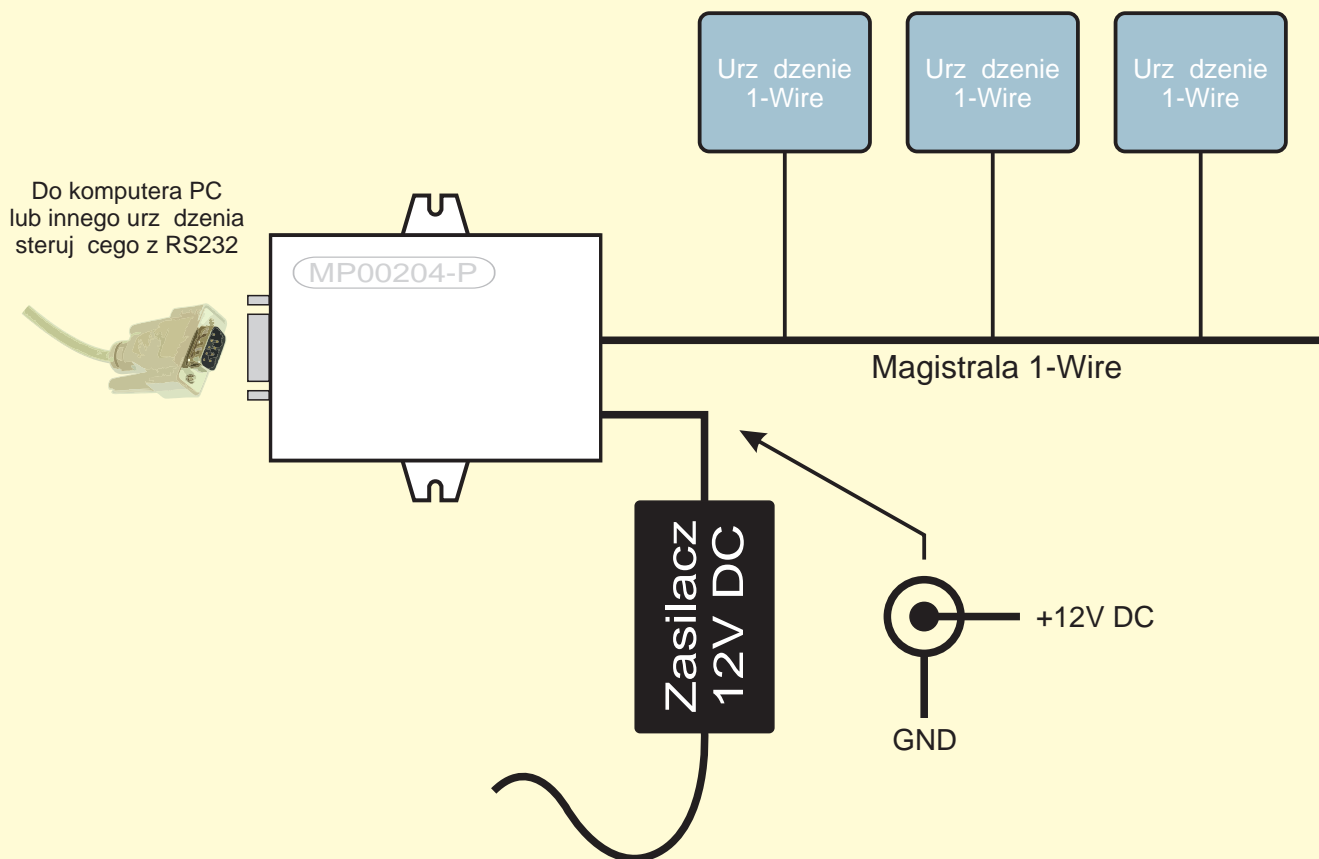 Urz dzenie
1-Wire
Urz dzenie
1-Wire
Urz dzenie
1-Wire
Do komputera PC
lub innego urz dzenia
steruj cego z RS232
MP00204-P
Magistrala 1-Wire
Zasilacz
12V DC
+12V DC
GND